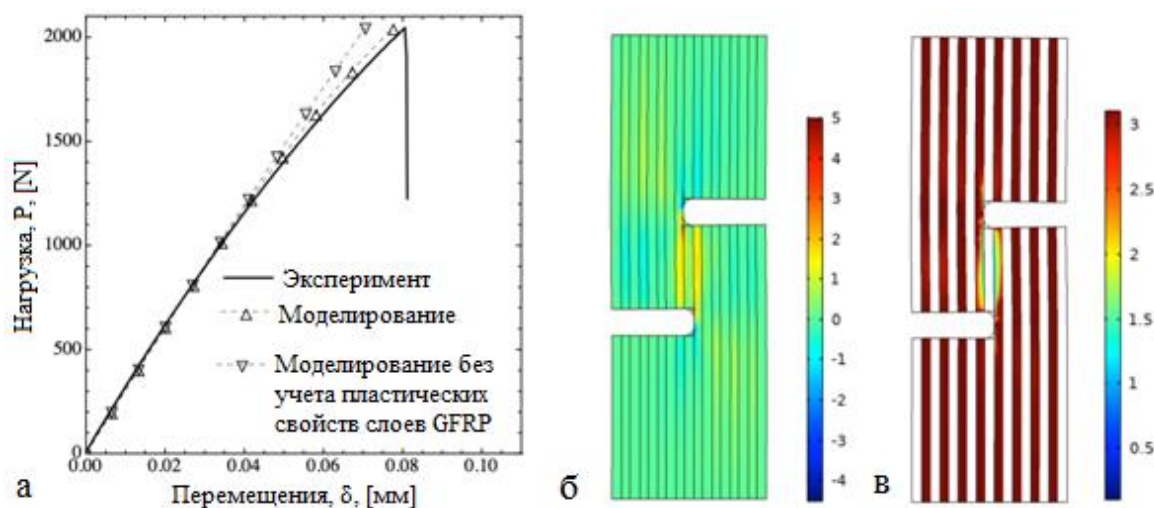 2000
1500
1000
500
0
0.00 0.02 0.04 0.06 0.08 0.10
Нагрузка, P, [N]
Перемещения, δ, [мм]
Эксперимент
Моделирование
Моделирование без
учета пластических
свойств слоев GFRP
а
б
5
4
3
2
1
0
-1
-2
-3
-4
в
3
2.5
2
1.5
1
0.5